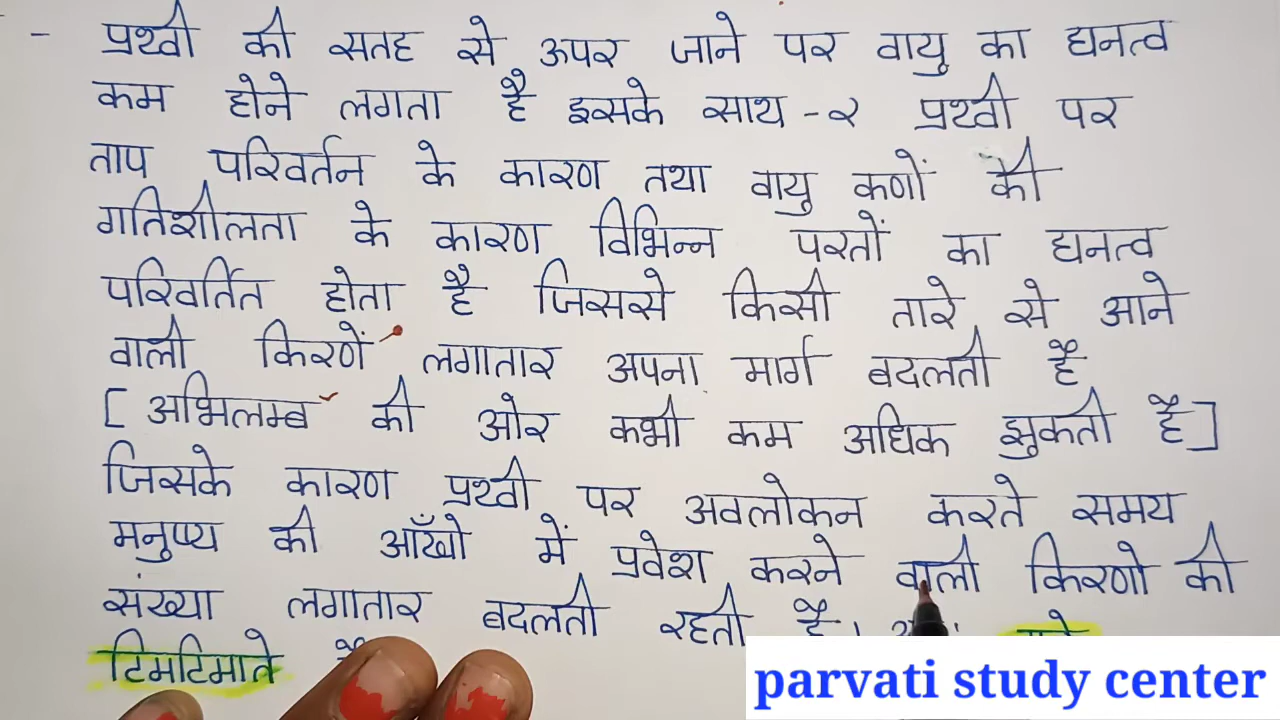 - प्रथ्वी की सतह से ऊपर जाने पर वायु का घनत्व
कम होने लगता है इसके साथ -२ प्रथ्वी पर
ताप परिवर्तन के कारण तथा वायु कणों की
गतिशीलता के कारण विभिन्न परतों का घनत्व
परिवर्तित होता है जिससे किसी तारे से आने
वाली किरणें लगातार अपना मार्ग बदलती है
[ अभिलम्ब की ओर कभी कम अधिक झुकती है ]
जिसके कारण प्रथ्वी पर अवलोकन करते समय
मनुष्य की आँखो में प्रवेश करने वाली किरणो की
संख्या लगातार बदलती रहती है।
टिमटिमाते
parvati study center